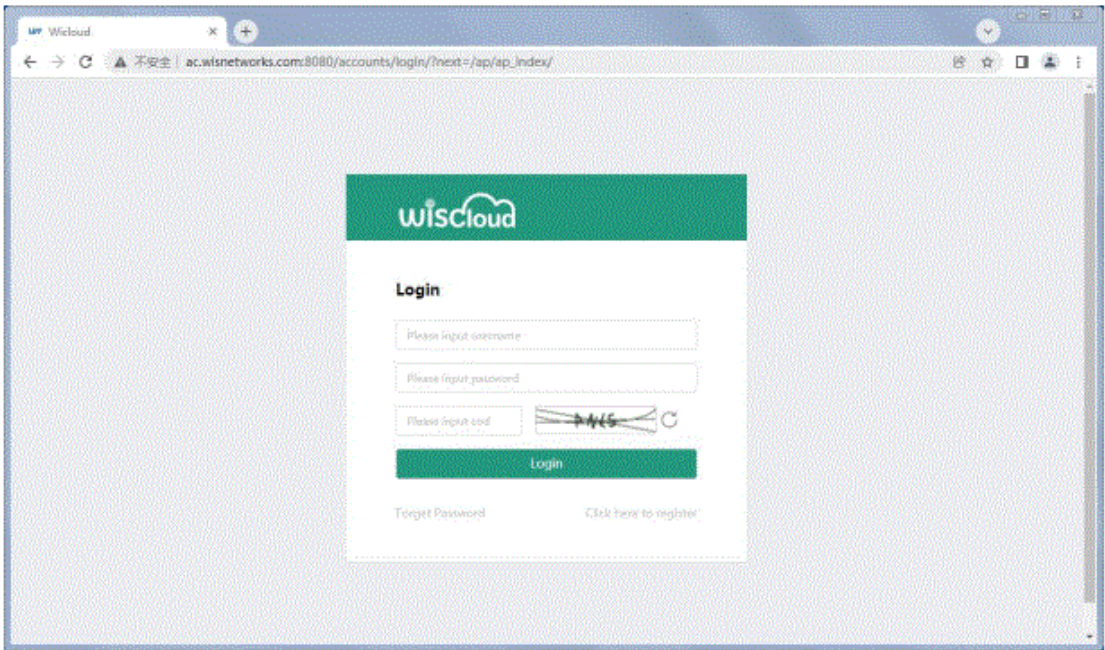 Wicloud
不安全 ac.wisnetworks.com:8080/accounts/login/?next=/ap/ap_index/
wiscloud
Login
Please input username
Please input password
Please input cod
Login
Forget Password Click here to register